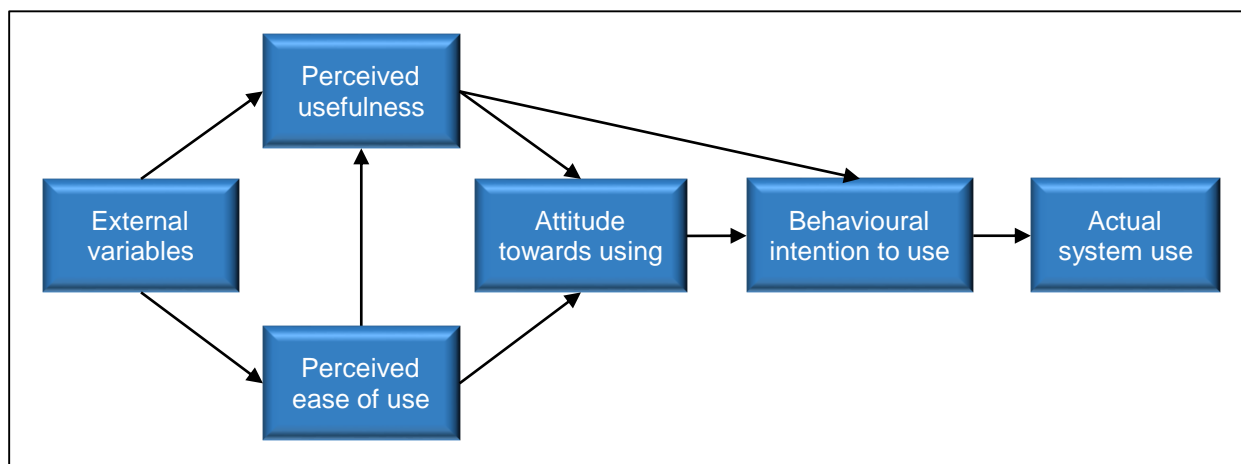 Perceived
usefulness
External
variables
Attitude
towards using
Behavioural
intention to use
Actual
system use
Perceived
ease of use